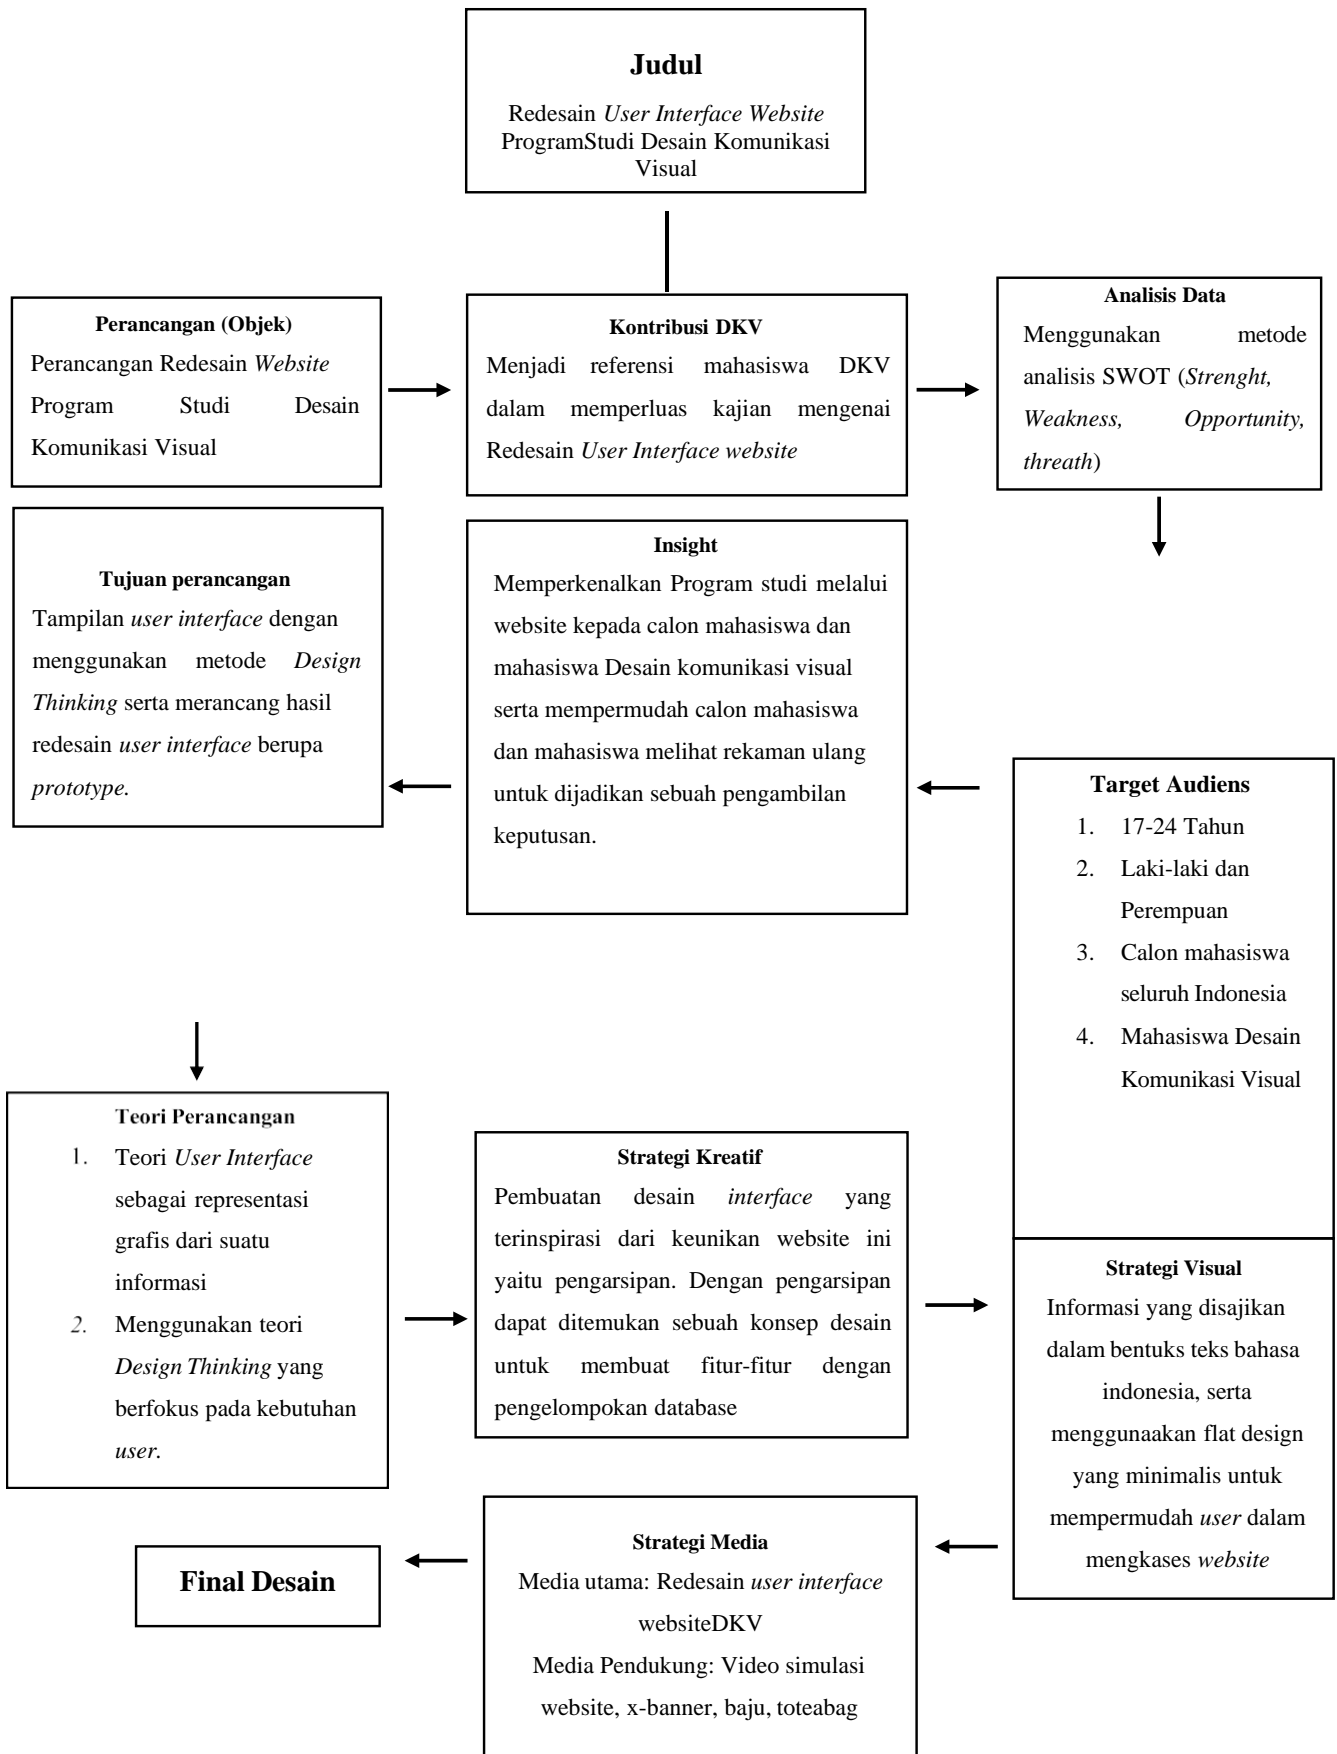 Judul
Redesain User Interface Website
ProgramStudi Desain Komunikasi
Visual
Perancangan (Objek)
Perancangan Redesain Website
Program Studi Desain
Komunikasi Visual
Kontribusi DKV
Menjadi referensi mahasiswa DKV
dalam memperluas kajian mengenai
Redesain User Interface website
Analisis Data
Menggunakan metode
analisis SWOT (Strenght,
Weakness, Opportunity,
threath)
Tujuan perancangan
Tampilan user interface dengan
menggunakan metode Design
Thinking serta merancang hasil
redesain user interface berupa
prototype.
Insight
Memperkenalkan Program studi melalui
website kepada calon mahasiswa dan
mahasiswa Desain komunikasi visual
serta mempermudah calon mahasiswa
dan mahasiswa melihat rekaman ulang
untuk dijadikan sebuah pengambilan
keputusan.
Target Audiens
1. 17-24 Tahun
2. Laki-laki dan
Perempuan
3. Calon mahasiswa
seluruh Indonesia
4. Mahasiswa Desain
Komunikasi Visual
Teori Perancangan
1. Teori User Interface
sebagai representasi
grafis dari suatu
informasi
2. Menggunakan teori
Design Thinking yang
berfokus pada kebutuhan
user.
Strategi Kreatif
Pembuatan desain interface yang
terinspirasi dari keunikan website ini
yaitu pengarsipan. Dengan pengarsipan
dapat ditemukan sebuah konsep desain
untuk membuat fitur-fitur dengan
pengelompokan database
Strategi Visual
Informasi yang disajikan
dalam bentuks teks bahasa
indonesia, serta
menggunaakan flat design
yang minimalis untuk
mempermudah user dalam
mengkases website
Strategi Media
Media utama: Redesain user interface
websiteDKV
Media Pendukung: Video simulasi
website, x-banner, baju, toteabag
Final Desain